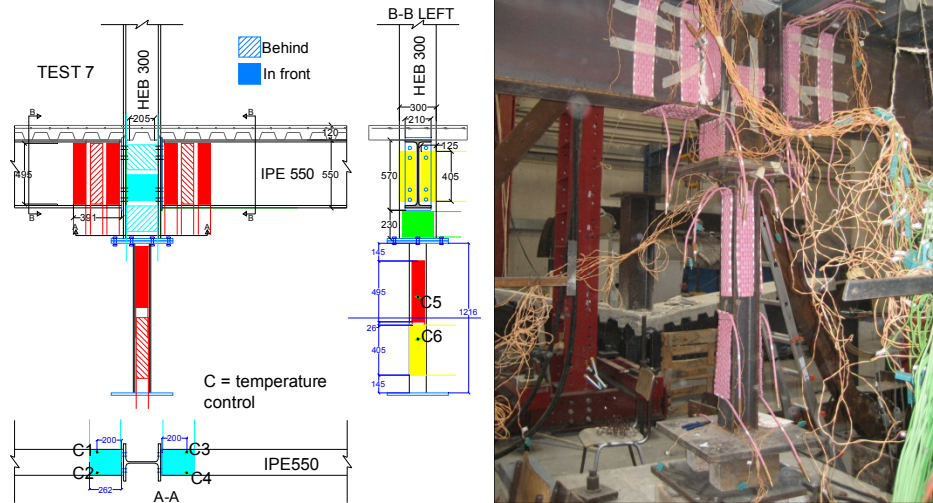 B-B LEFT
TEST 7
HEB 300
Behind
In front
HEB 300
205
300
210
B
B
120
125
495
IPE 550
550
570
405
391
B
B
A
A
230
145
495
C5
1216
26
C6
405
145
C = temperature
control
200
200
C1
C3
C2
C4
IPE550
262
A-A